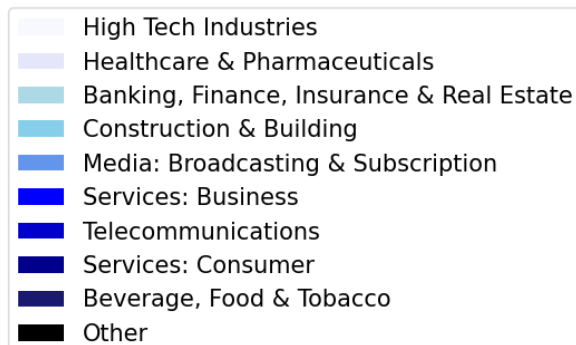 High Tech Industries
Healthcare & Pharmaceuticals
Banking, Finance, Insurance & Real Estate
Construction & Building
Media: Broadcasting & Subscription
Services: Business
Telecommunications
Services: Consumer
Beverage, Food & Tobacco
Other